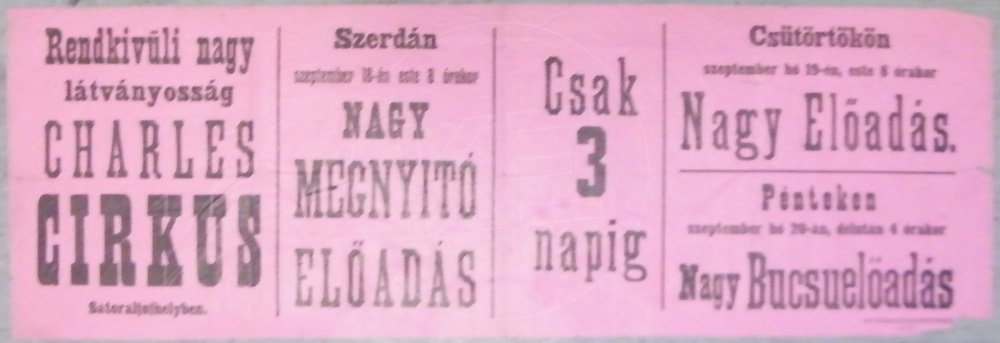 Rendkivüli nagy
látványosság
CHARLES
CIRKUS
Sátoraljaujhelyben.
Szerdán
szeptember 18-án este 8 órakor
NAGY
MEGNYITÓ
ELŐADÁS
Csak
3
napig
Csütörtökön
szeptember hó 19-én, este 8 órakor
Nagy Előadás.
Pénteken
szeptember hó 20-án, délután 4 órakor
Nagy Bucsuelőadás